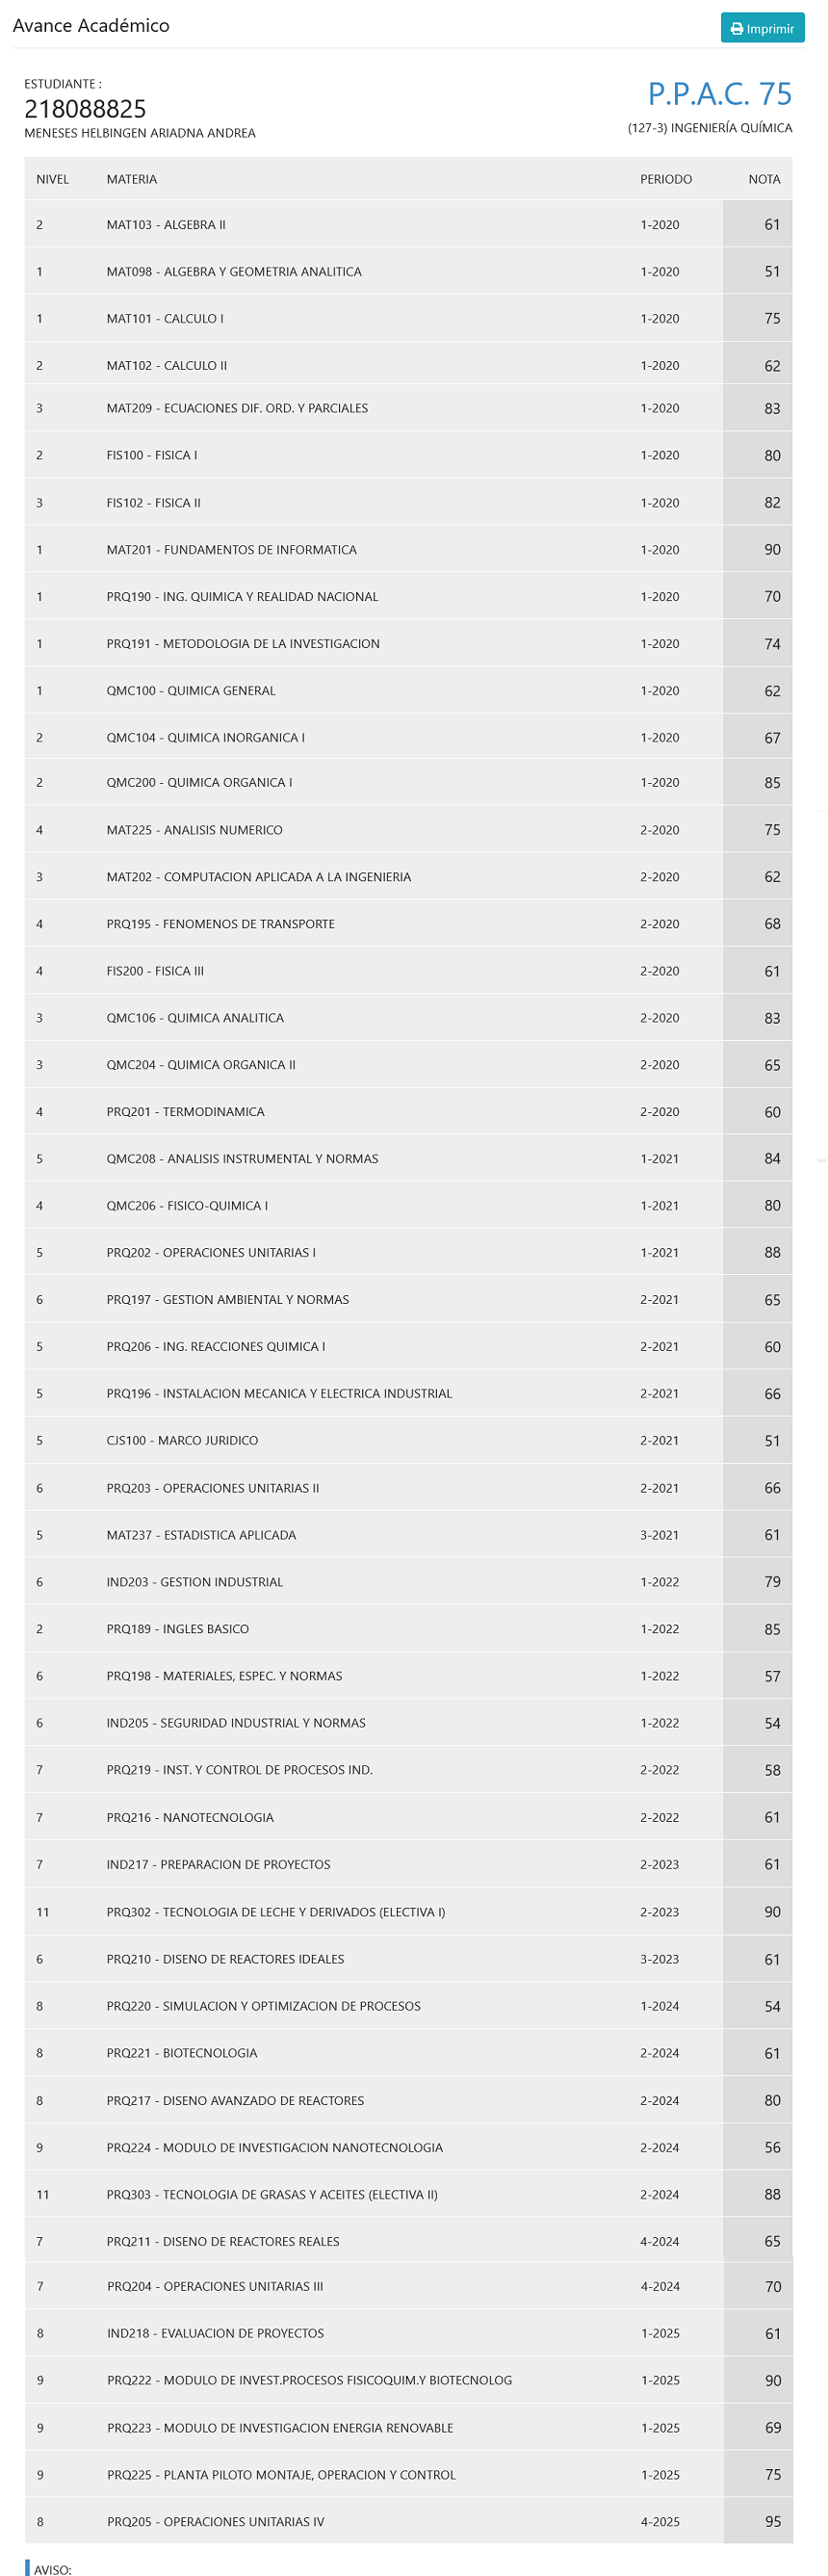 Avance Académico
Imprimir
ESTUDIANTE :
218088825
MENESES HELBINGEN ARIADNA ANDREA
P.P.A.C. 75
(127-3) INGENIERÍA QUÍMICA
NIVEL MATERIA PERIODO NOTA
2 MAT103 - ALGEBRA II 1-2020 61
1 MAT098 - ALGEBRA Y GEOMETRIA ANALITICA 1-2020 51
1 MAT101 - CALCULO I 1-2020 75
2 MAT102 - CALCULO II 1-2020 62
3 MAT209 - ECUACIONES DIF. ORD. Y PARCIALES 1-2020 83
2 FIS100 - FISICA I 1-2020 80
3 FIS102 - FISICA II 1-2020 82
1 MAT201 - FUNDAMENTOS DE INFORMATICA 1-2020 90
1 PRQ190 - ING. QUIMICA Y REALIDAD NACIONAL 1-2020 70
1 PRQ191 - METODOLOGIA DE LA INVESTIGACION 1-2020 74
1 QMC100 - QUIMICA GENERAL 1-2020 62
2 QMC104 - QUIMICA INORGANICA I 1-2020 67
2 QMC200 - QUIMICA ORGANICA I 1-2020 85
4 MAT225 - ANALISIS NUMERICO 2-2020 75
3 MAT202 - COMPUTACION APLICADA A LA INGENIERIA 2-2020 62
4 PRQ195 - FENOMENOS DE TRANSPORTE 2-2020 68
4 FIS200 - FISICA III 2-2020 61
3 QMC106 - QUIMICA ANALITICA 2-2020 83
3 QMC204 - QUIMICA ORGANICA II 2-2020 65
4 PRQ201 - TERMODINAMICA 2-2020 60
5 QMC208 - ANALISIS INSTRUMENTAL Y NORMAS 1-2021 84
4 QMC206 - FISICO-QUIMICA I 1-2021 80
5 PRQ202 - OPERACIONES UNITARIAS I 1-2021 88
6 PRQ197 - GESTION AMBIENTAL Y NORMAS 2-2021 65
5 PRQ206 - ING. REACCIONES QUIMICA I 2-2021 60
5 PRQ196 - INSTALACION MECANICA Y ELECTRICA INDUSTRIAL 2-2021 66
5 CJS100 - MARCO JURIDICO 2-2021 51
6 PRQ203 - OPERACIONES UNITARIAS II 2-2021 66
5 MAT237 - ESTADISTICA APLICADA 3-2021 61
6 IND203 - GESTION INDUSTRIAL 1-2022 79
2 PRQ189 - INGLES BASICO 1-2022 85
6 PRQ198 - MATERIALES, ESPEC. Y NORMAS 1-2022 57
6 IND205 - SEGURIDAD INDUSTRIAL Y NORMAS 1-2022 54
7 PRQ219 - INST. Y CONTROL DE PROCESOS IND. 2-2022 58
7 PRQ216 - NANOTECNOLOGIA 2-2022 61
7 IND217 - PREPARACION DE PROYECTOS 2-2023 61
11 PRQ302 - TECNOLOGIA DE LECHE Y DERIVADOS (ELECTIVA I) 2-2023 90
6 PRQ210 - DISENO DE REACTORES IDEALES 3-2023 61
8 PRQ220 - SIMULACION Y OPTIMIZACION DE PROCESOS 1-2024 54
8 PRQ221 - BIOTECNOLOGIA 2-2024 61
8 PRQ217 - DISENO AVANZADO DE REACTORES 2-2024 80
9 PRQ224 - MODULO DE INVESTIGACION NANOTECNOLOGIA 2-2024 56
11 PRQ303 - TECNOLOGIA DE GRASAS Y ACEITES (ELECTIVA II) 2-2024 88
7 PRQ211 - DISENO DE REACTORES REALES 4-2024 65
7 PRQ204 - OPERACIONES UNITARIAS III 4-2024 70
8 IND218 - EVALUACION DE PROYECTOS 1-2025 61
9 PRQ222 - MODULO DE INVEST.PROCESOS FISICOQUIM.Y BIOTECNOLOG 1-2025 90
9 PRQ223 - MODULO DE INVESTIGACION ENERGIA RENOVABLE 1-2025 69
9 PRQ225 - PLANTA PILOTO MONTAJE, OPERACION Y CONTROL 1-2025 75
8 PRQ205 - OPERACIONES UNITARIAS IV 4-2025 95
AVISO: